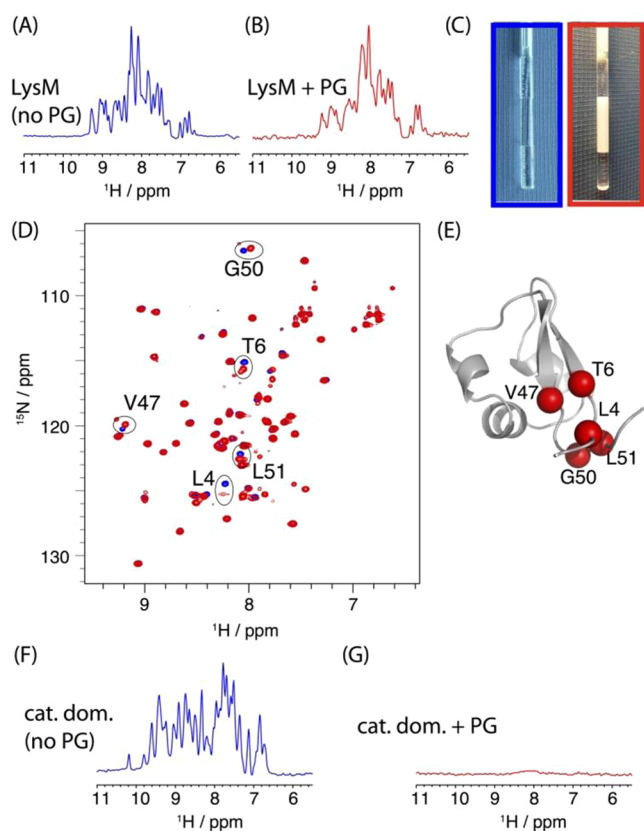 (A)
LysM
(no PG)
11 10 9 8 7 6
¹H / ppm
(B)
LysM + PG
11 10 9 8 7 6
¹H / ppm
(C)
(D)
110
120
130
¹⁵N / ppm
G50
T6
V47
L51
L4
9 8 7
¹H / ppm
(E)
T6
V47
L4
L51
G50
(F)
cat. dom.
(no PG)
11 10 9 8 7 6
¹H / ppm
(G)
cat. dom. + PG
11 10 9 8 7 6
¹H / ppm